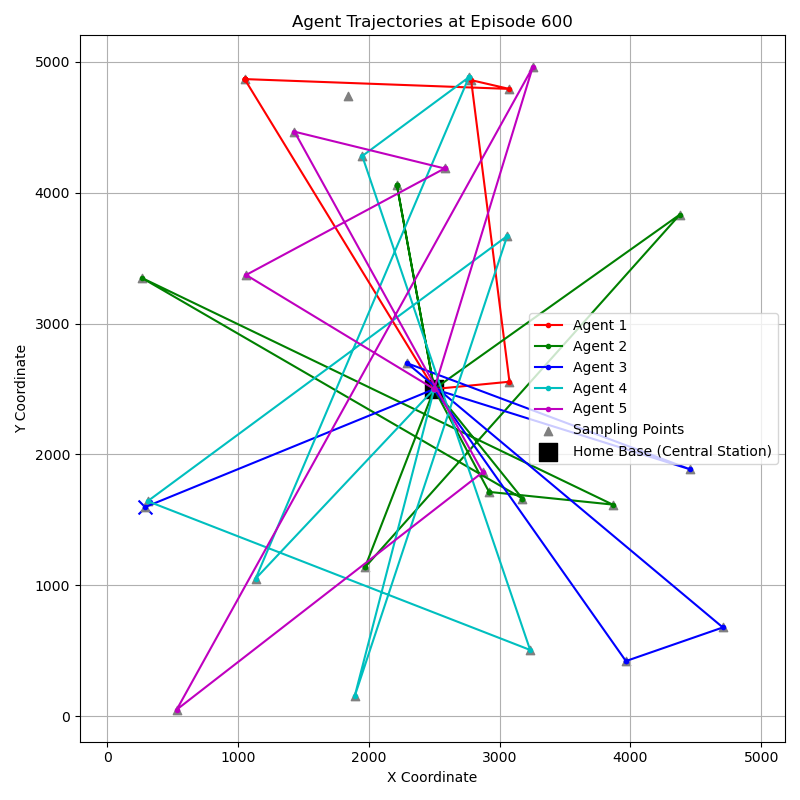 Agent Trajectories at Episode 600
Y Coordinate
5000
4000
3000
2000
1000
0
Agent 1
Agent 2
Agent 3
Agent 4
Agent 5
Sampling Points
Home Base (Central Station)
0 1000 2000 3000 4000 5000
X Coordinate